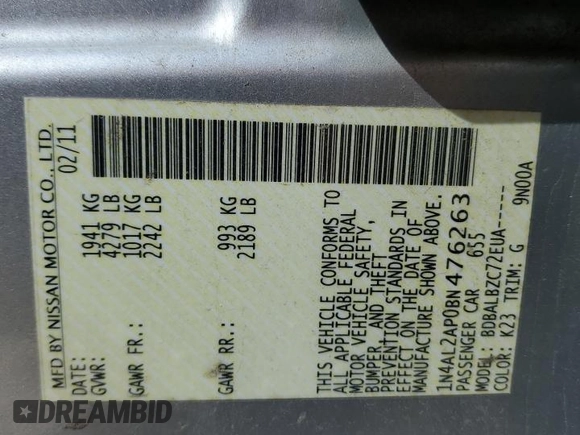 MFD BY NISSAN MOTOR CO., LTD.
DATE: 02/11
GVWR: 1941 KG
4279 LB
GAWR FR.: 1017 KG
2242 LB
GAWR RR.: 993 KG
2189 LB
THIS VEHICLE CONFORMS TO
ALL APPLICABLE FEDERAL
MOTOR VEHICLE SAFETY,
BUMPER, AND THEFT
PREVENTION STANDARDS IN
EFFECT ON THE DATE OF
MANUFACTURE SHOWN ABOVE.
1N4AL2AP0BN476263
PASSENGER CAR 655
MODEL: BDBALBZC72EUA-----
COLOR: K23 TRIM: G 9N00A
DREAMBID